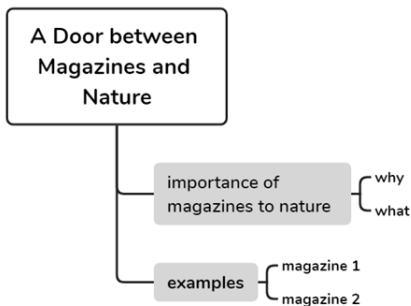 A Door between
Magazines and
Nature
importance of
magazines to nature
why
what
examples
magazine 1
magazine 2